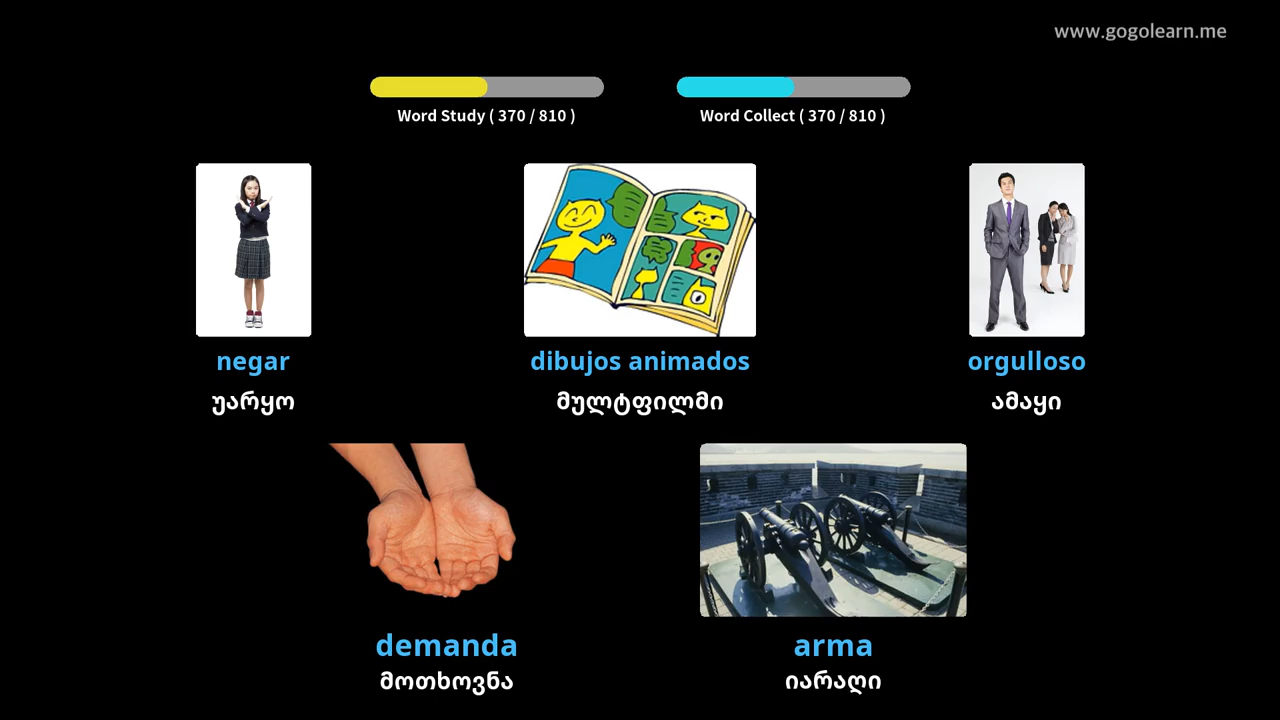 www.gogolearn.me
Word Study ( 370 / 810 )
Word Collect ( 370 / 810 )
negar
უარყო
dibujos animados
მულტფილმი
orgulloso
ამაყი
demanda
მოთხოვნა
arma
იარაღი